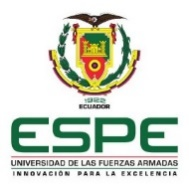 1922
ECUADOR
ESPE
UNIVERSIDAD DE LAS FUERZAS ARMADAS
INNOVACIÓN PARA LA EXCELENCIA